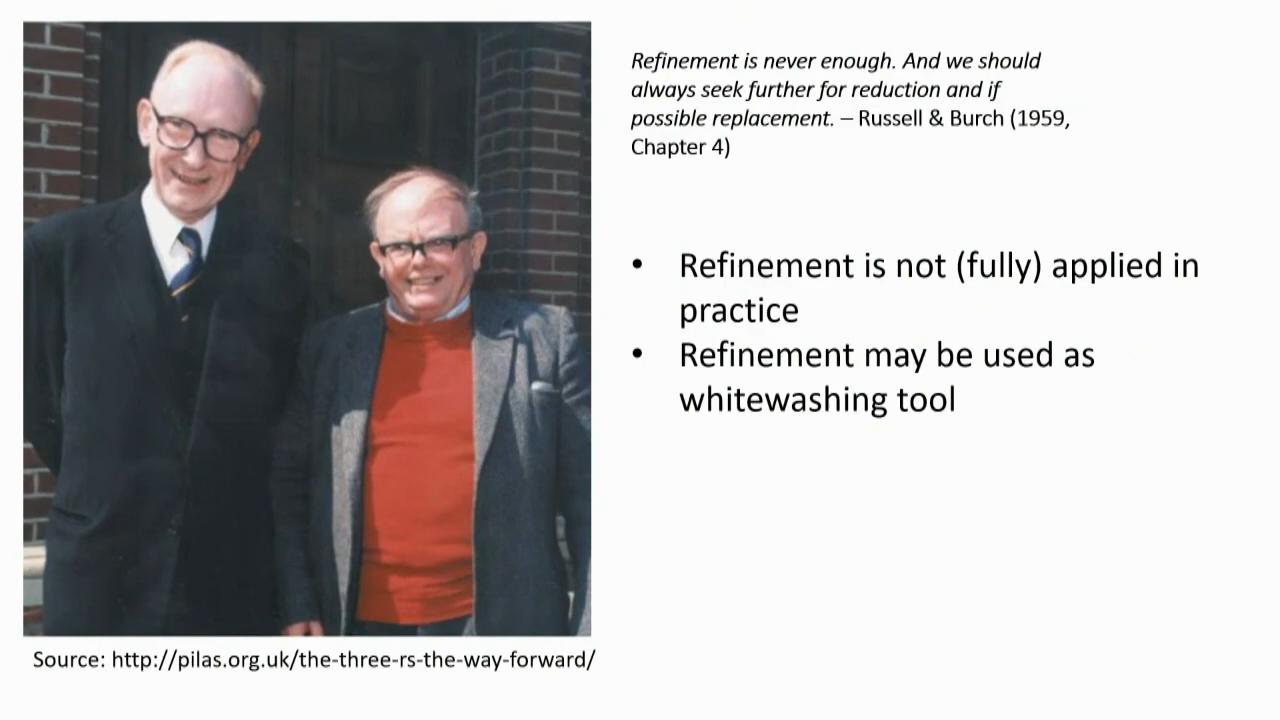 Refinement is never enough. And we should
always seek further for reduction and if
possible replacement. – Russell & Burch (1959,
Chapter 4)
• Refinement is not (fully) applied in
practice
• Refinement may be used as
whitewashing tool
Source: http://pilas.org.uk/the-three-rs-the-way-forward/